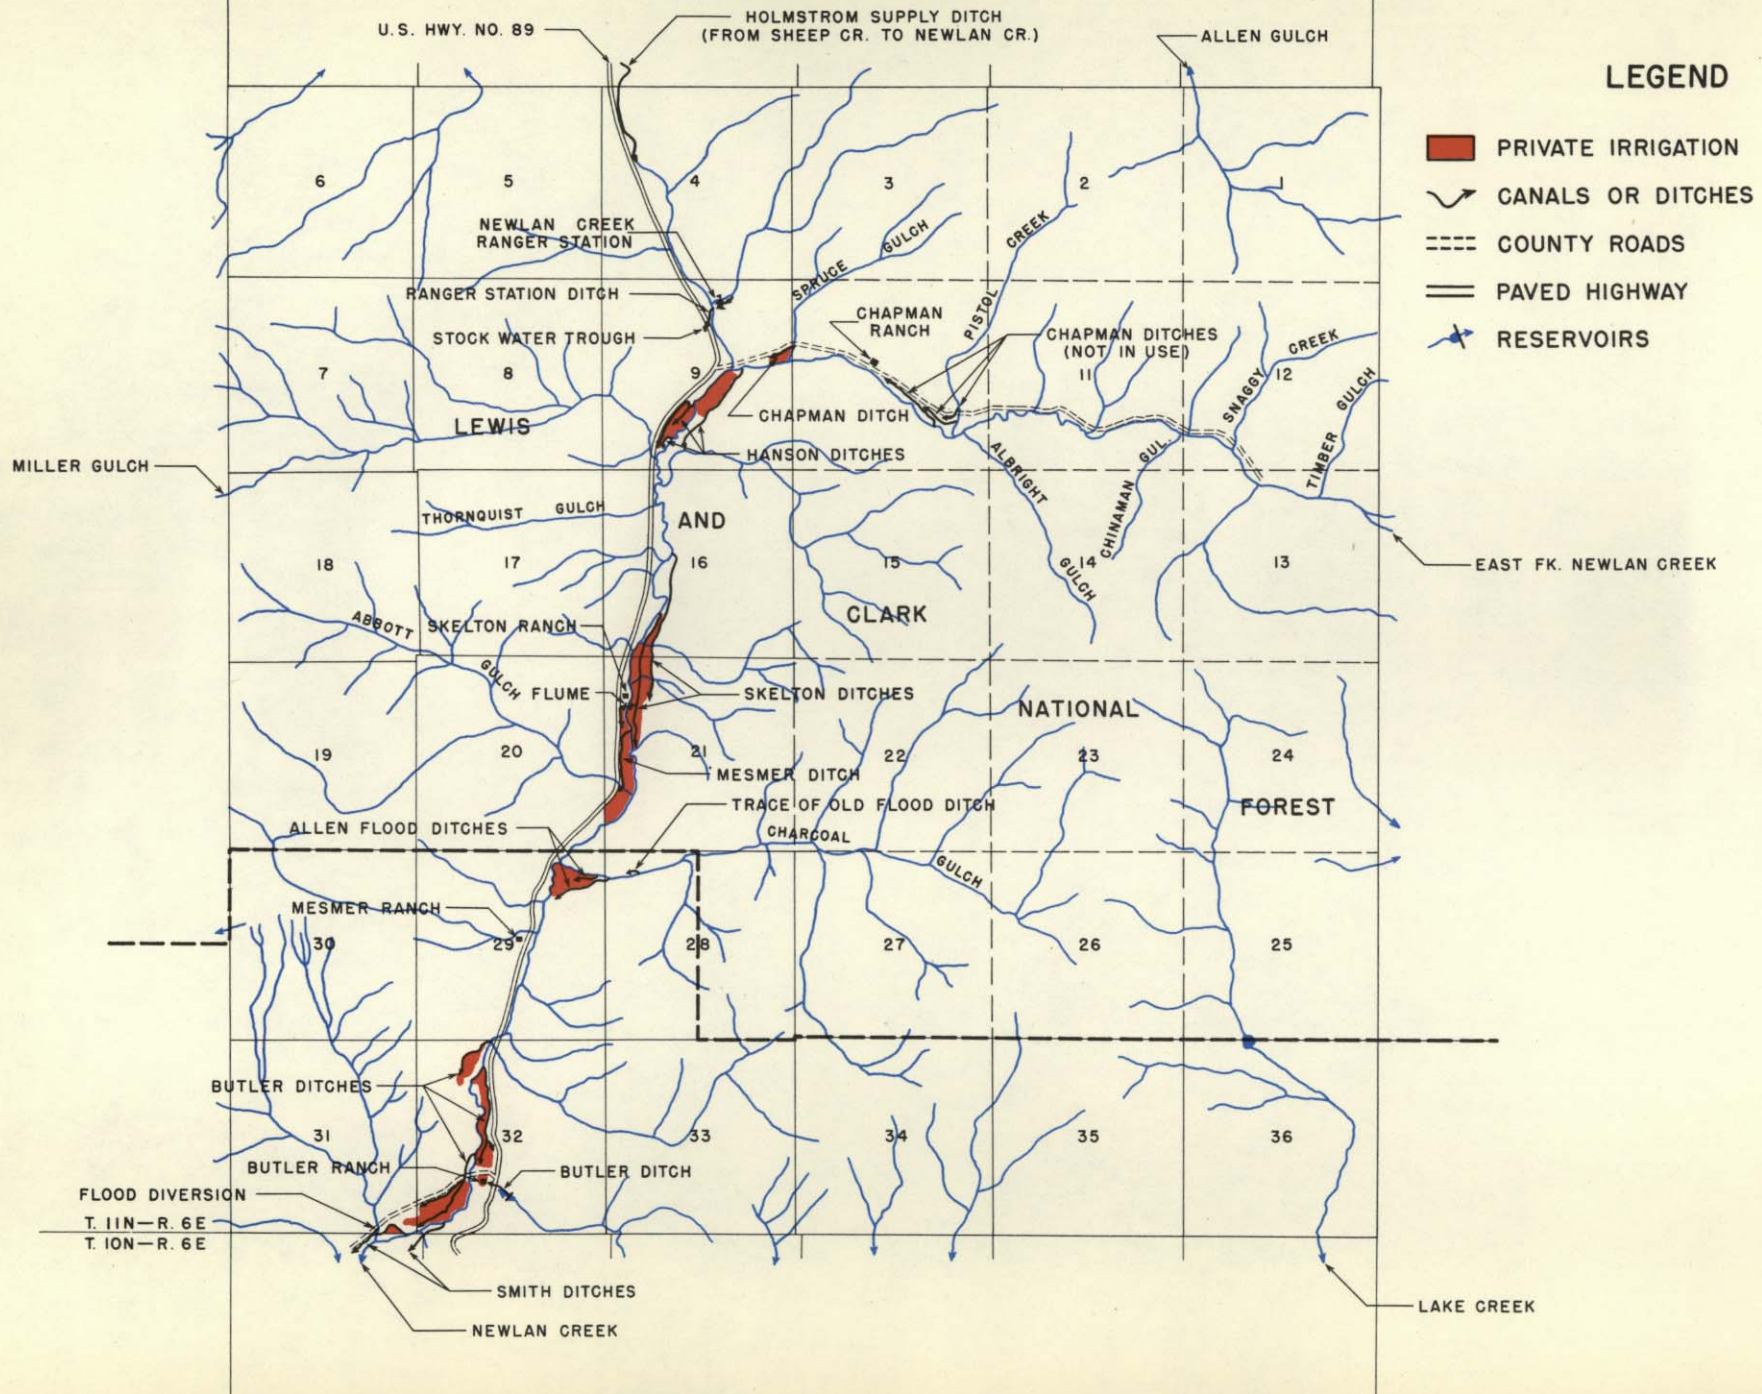 U.S. HWY. NO. 89
HOLMSTROM SUPPLY DITCH
(FROM SHEEP CR. TO NEWLAN CR.)
ALLEN GULCH
LEGEND
PRIVATE IRRIGATION
CANALS OR DITCHES
COUNTY ROADS
PAVED HIGHWAY
RESERVOIRS
6
5
4
3
2
1
NEWLAN CREEK
RANGER STATION
SPRUCE GULCH
PISTOL CREEK
RANGER STATION DITCH
STOCK WATER TROUGH
CHAPMAN
RANCH
CHAPMAN DITCHES
(NOT IN USE)
SNAGGY CREEK
TIMBER GULCH
7
8
9
11
12
LEWIS
CHAPMAN DITCH
HANSON DITCHES
MILLER GULCH
ALBRIGHT GULCH
CHINAMAN GUL.
THORNQUIST GULCH
AND
18
17
16
15
14
13
EAST FK. NEWLAN CREEK
ABBOTT GULCH
SKELTON RANCH
CLARK
FLUME
SKELTON DITCHES
NATIONAL
19
20
21
22
23
24
MESMER DITCH
TRACE OF OLD FLOOD DITCH
FOREST
ALLEN FLOOD DITCHES
CHARCOAL GULCH
MESMER RANCH
30
29
28
27
26
25
BUTLER DITCHES
31
32
33
34
35
36
BUTLER RANCH
BUTLER DITCH
FLOOD DIVERSION
T. 11N—R. 6E
T. 10N—R. 6E
SMITH DITCHES
LAKE CREEK
NEWLAN CREEK